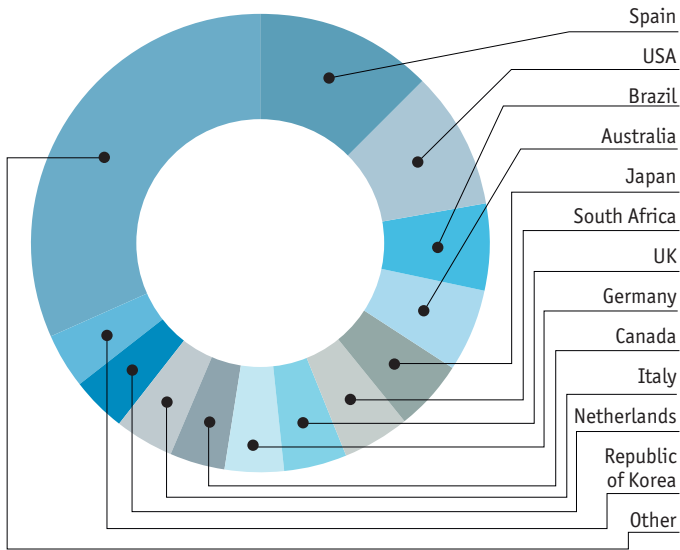 Spain
USA
Brazil
Australia
Japan
South Africa
UK
Germany
Canada
Italy
Netherlands
Republic
of Korea
Other